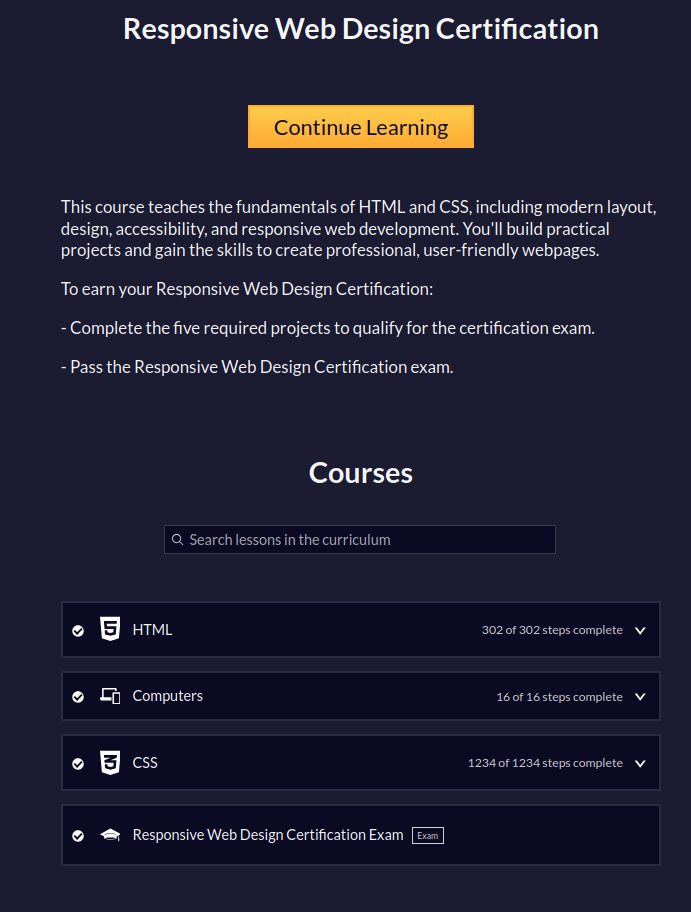 Responsive Web Design Certification
Continue Learning
This course teaches the fundamentals of HTML and CSS, including modern layout,
design, accessibility, and responsive web development. You'll build practical
projects and gain the skills to create professional, user-friendly webpages.
To earn your Responsive Web Design Certification:
- Complete the five required projects to qualify for the certification exam.
- Pass the Responsive Web Design Certification exam.
Courses
Search lessons in the curriculum
HTML 302 of 302 steps complete
Computers 16 of 16 steps complete
CSS 1234 of 1234 steps complete
Responsive Web Design Certification Exam Exam